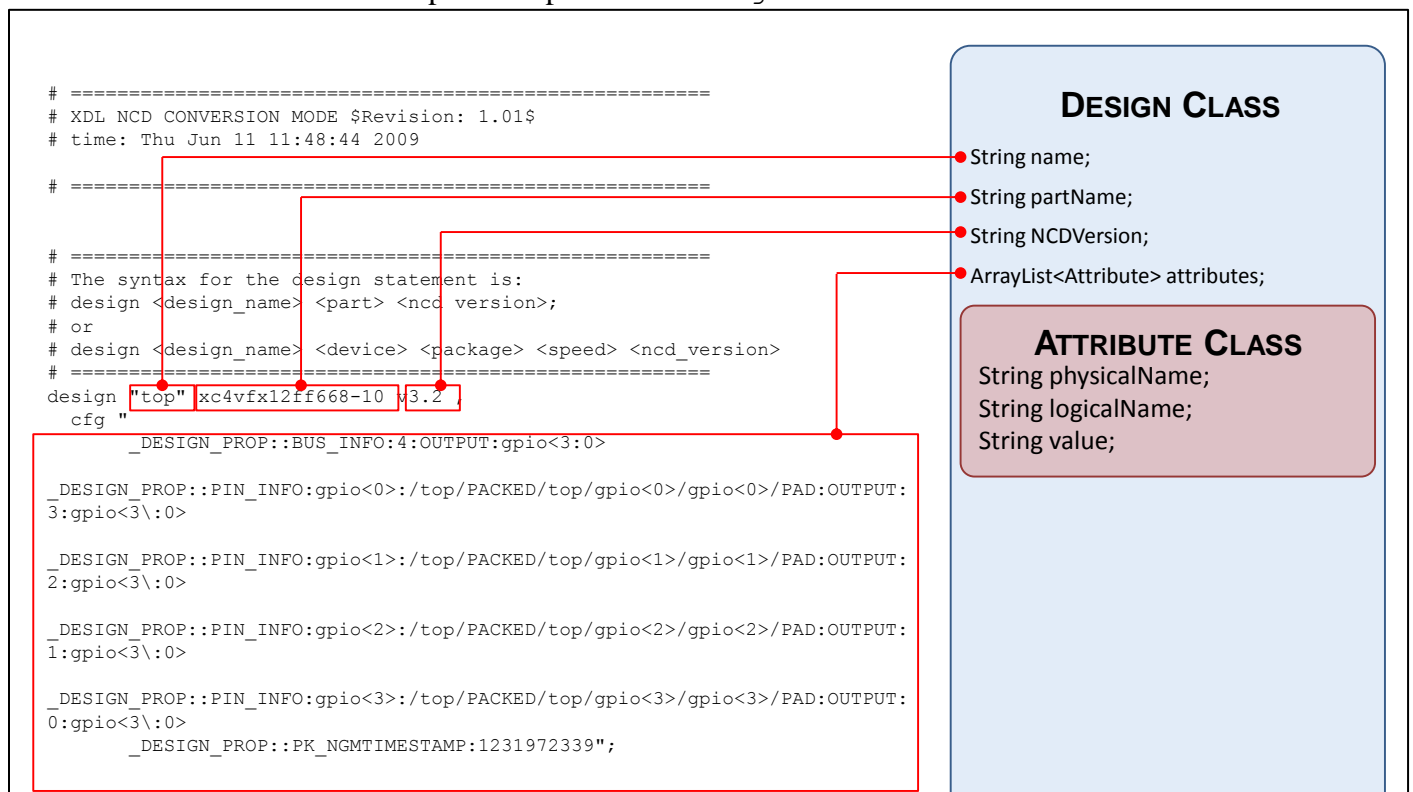 # =======================================================
# XDL NCD CONVERSION MODE $Revision: 1.01$
# time: Thu Jun 11 11:48:44 2009
# =======================================================
# =======================================================
# The syntax for the design statement is:
# design <design_name> <part> <ncd version>;
# or
# design <design_name> <device> <package> <speed> <ncd_version>
# =======================================================
design "top" xc4vfx12ff668-10 v3.2 ,
cfg "
_DESIGN_PROP::BUS_INFO:4:OUTPUT:gpio<3:0>
_DESIGN_PROP::PIN_INFO:gpio<0>:/top/PACKED/top/gpio<0>/gpio<0>/PAD:OUTPUT:
3:gpio<3\:0>
_DESIGN_PROP::PIN_INFO:gpio<1>:/top/PACKED/top/gpio<1>/gpio<1>/PAD:OUTPUT:
2:gpio<3\:0>
_DESIGN_PROP::PIN_INFO:gpio<2>:/top/PACKED/top/gpio<2>/gpio<2>/PAD:OUTPUT:
1:gpio<3\:0>
_DESIGN_PROP::PIN_INFO:gpio<3>:/top/PACKED/top/gpio<3>/gpio<3>/PAD:OUTPUT:
0:gpio<3\:0>
_DESIGN_PROP::PK_NGMTIMESTAMP:1231972339";
DESIGN CLASS
String name;
String partName;
String NCDVersion;
ArrayList<Attribute> attributes;
ATTRIBUTE CLASS
String physicalName;
String logicalName;
String value;